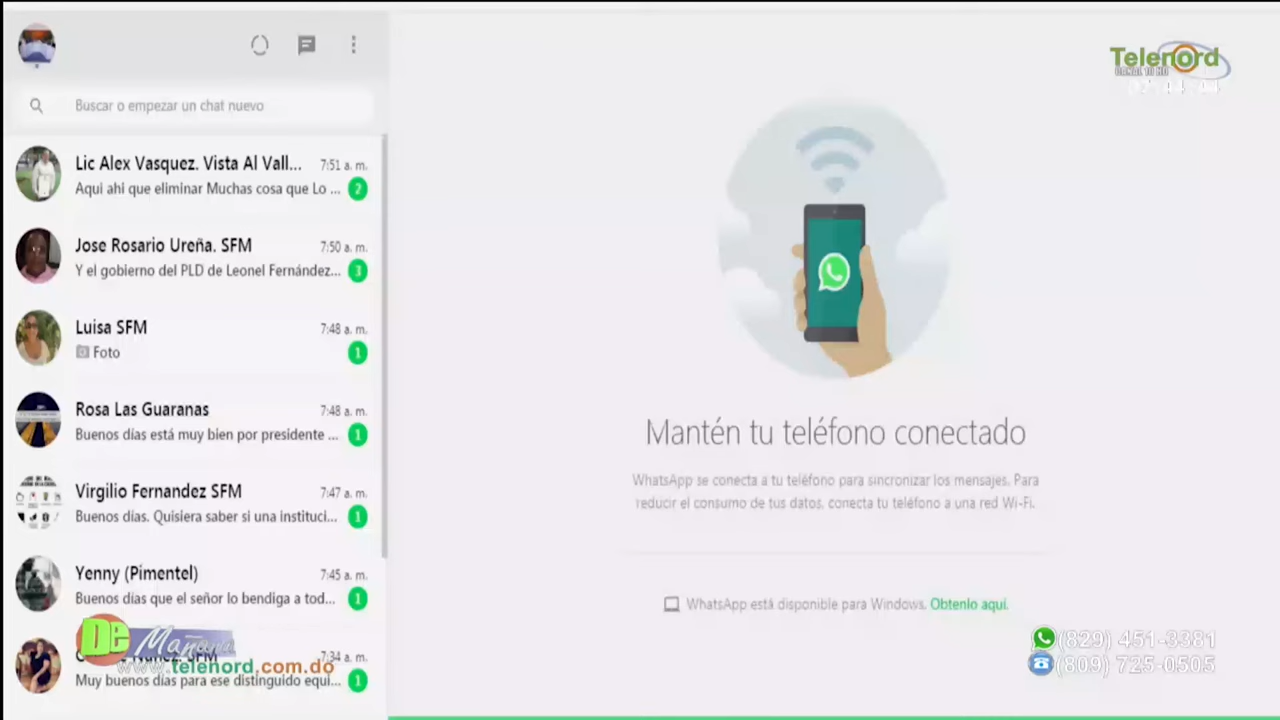 Telenord
CANAL 10 HD
Buscar o empezar un chat nuevo
Lic Alex Vasquez. Vista Al Vall... 7:51 a. m.
Aqui ahi que eliminar Muchas cosa que Lo ... 2
Jose Rosario Ureña. SFM 7:50 a. m.
Y el gobierno del PLD de Leonel Fernández... 3
Luisa SFM 7:48 a. m.
Foto 1
Rosa Las Guaranas 7:48 a. m.
Buenos días está muy bien por presidente ... 1
Virgilio Fernandez SFM 7:47 a. m.
Buenos días. Quisiera saber si una instituci... 1
Yenny (Pimentel) 7:45 a. m.
Buenos días que el señor lo bendiga a tod... 1
Nuñez. SFM 7:34 a. m.
Muy buenos días para ese distinguido equi... 1
De Mañana
www.telenord.com.do
Mantén tu teléfono conectado
WhatsApp se conecta a tu teléfono para sincronizar los mensajes. Para
reducir el consumo de tus datos, conecta tu teléfono a una red Wi-Fi.
WhatsApp está disponible para Windows. Obtenlo aquí.
(829) 451-3381
(809) 725-0505